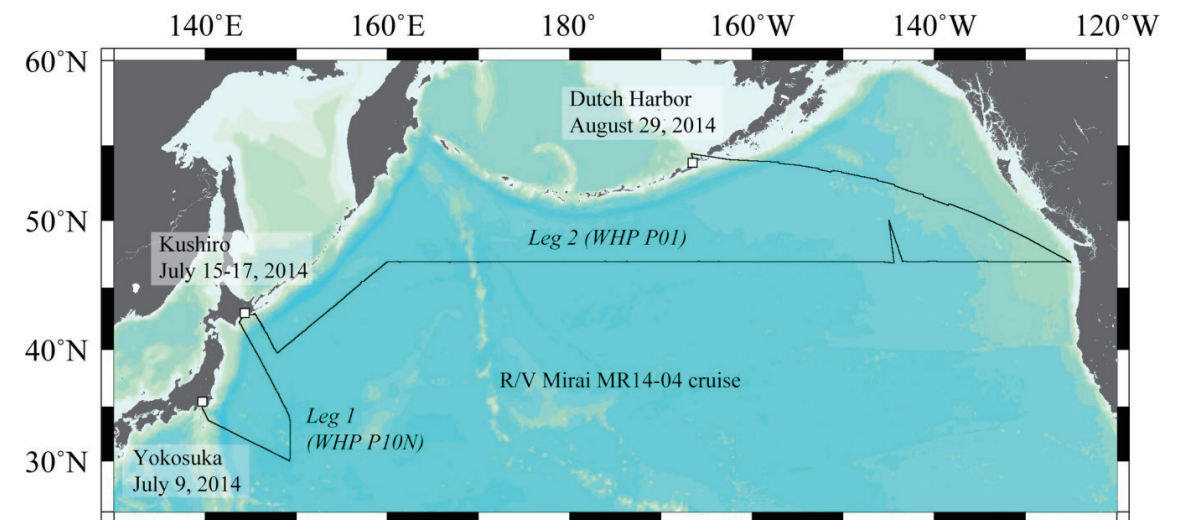 140°E 160°E 180° 160°W 140°W 120°W
60°N
Dutch Harbor
August 29, 2014
50°N
Kushiro
July 15-17, 2014
Leg 2 (WHP P01)
40°N
R/V Mirai MR14-04 cruise
Leg 1
(WHP P10N)
30°N
Yokosuka
July 9, 2014